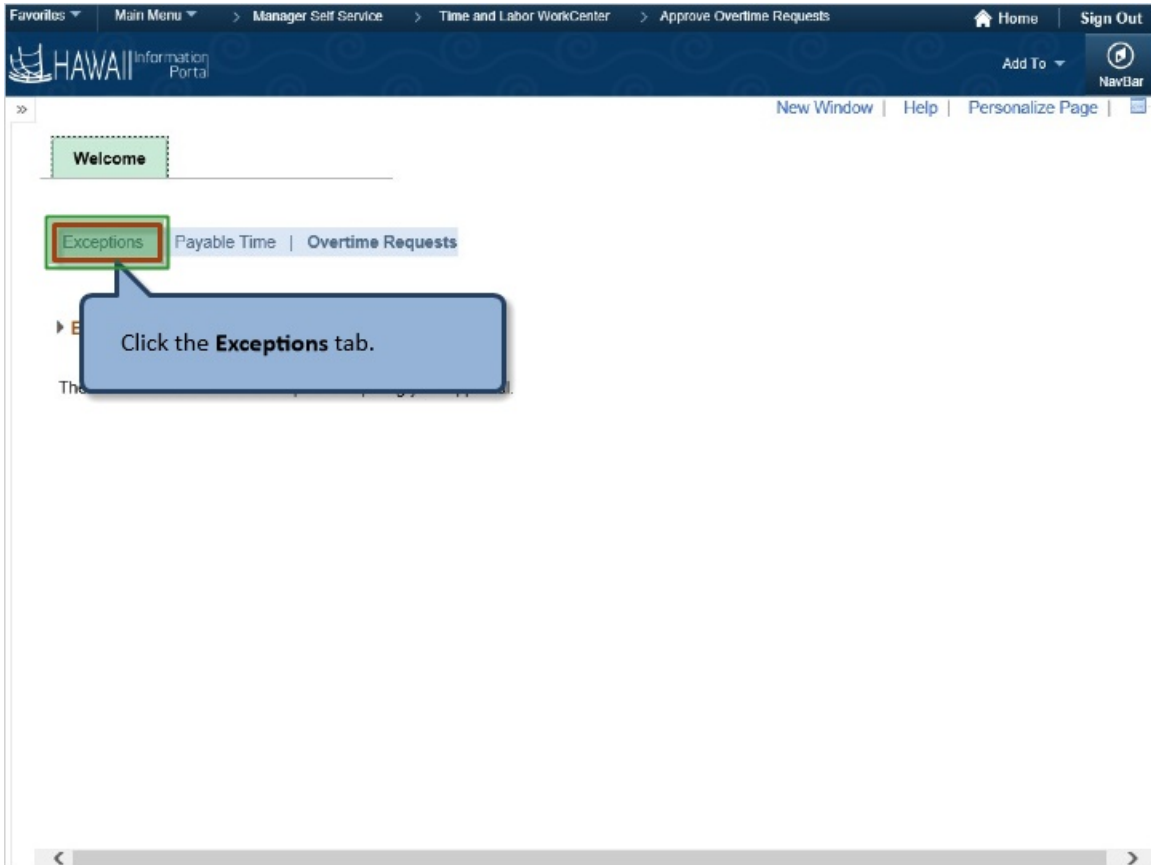 Favorites Main Menu > Manager Self Service > Time and Labor WorkCenter > Approve Overtime Requests Home Sign Out
HAWAII Information Portal Add To NavBar
» New Window | Help | Personalize Page |
Welcome
Exceptions Payable Time | Overtime Requests
E
Click the Exceptions tab.
The